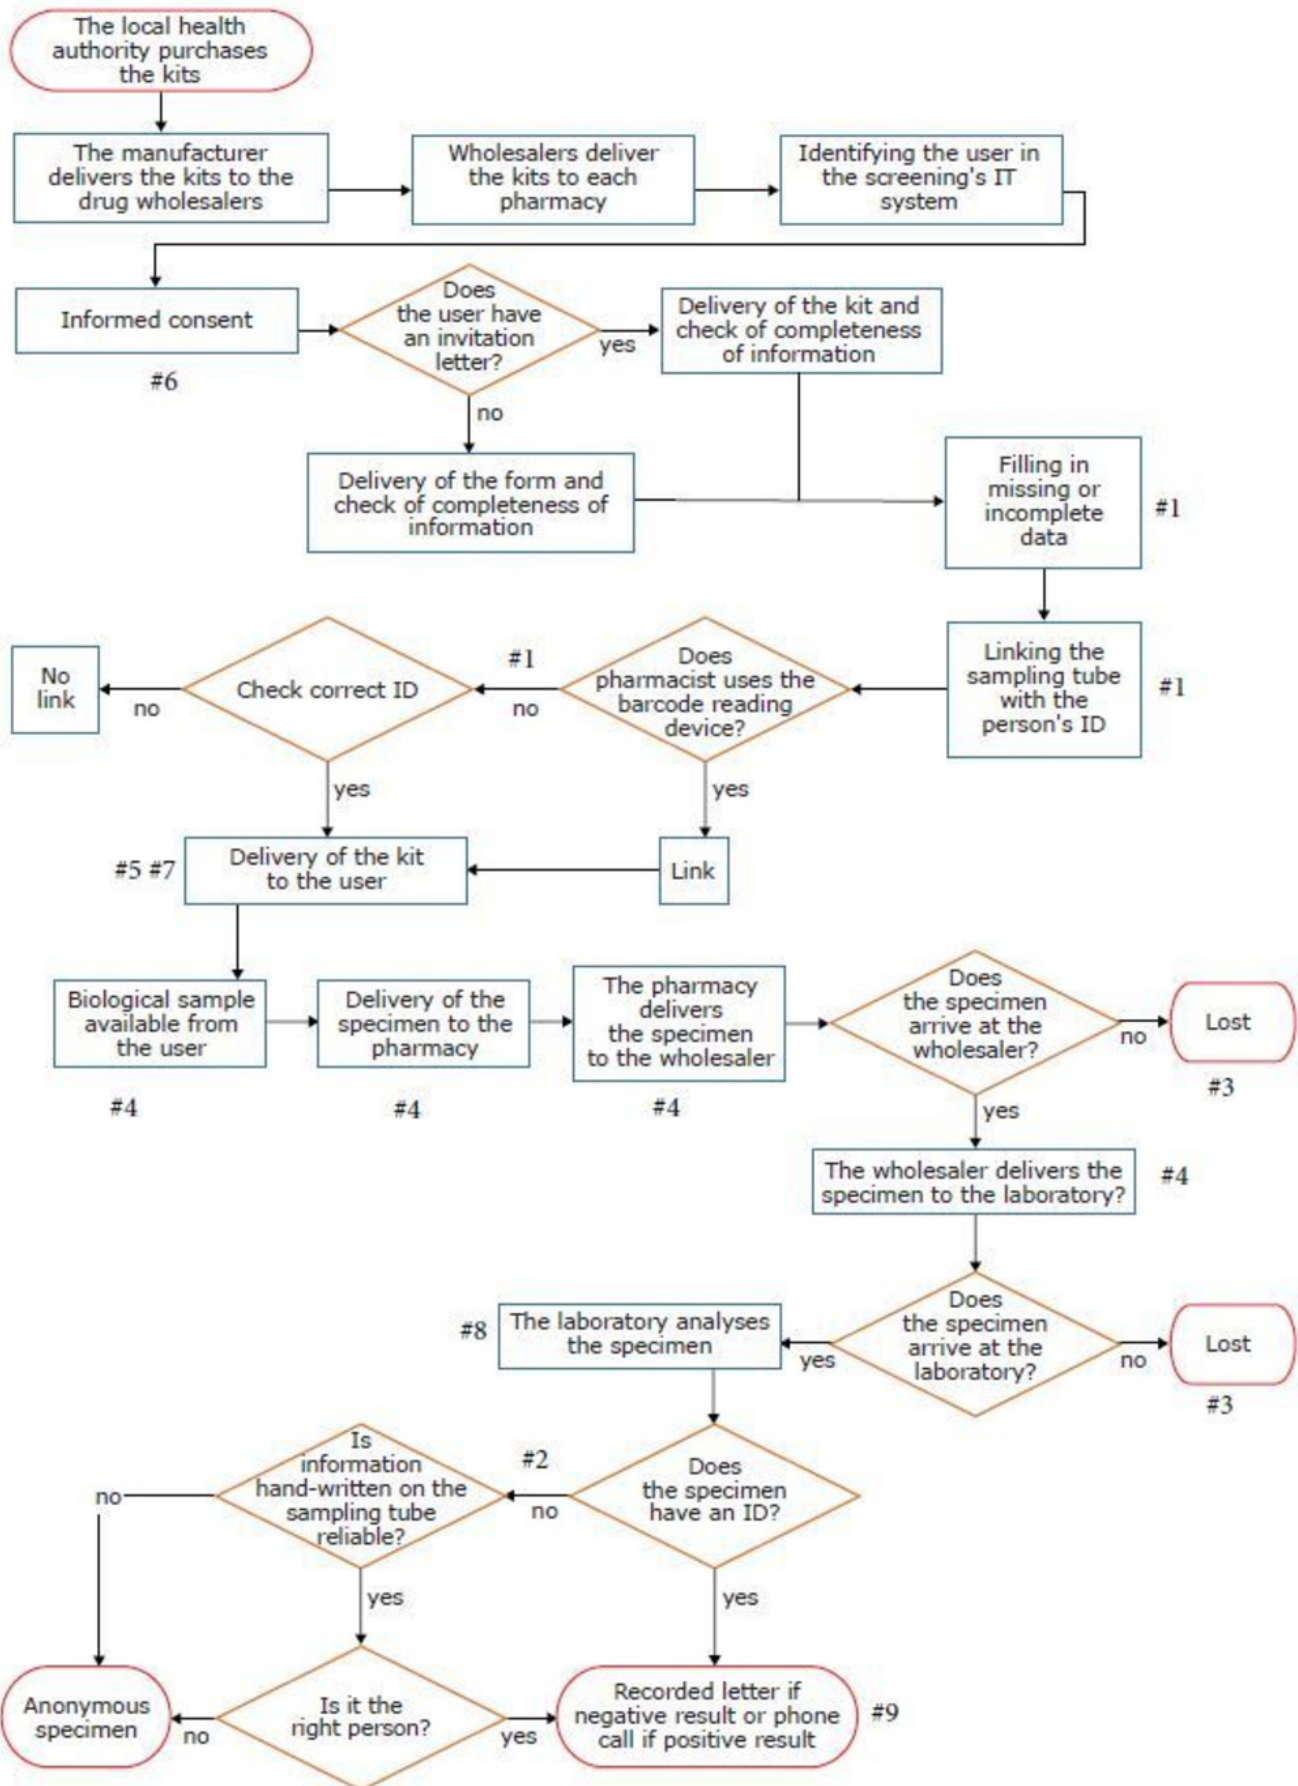 The local health
authority purchases
the kits
The manufacturer
delivers the kits to the
drug wholesalers
Wholesalers deliver
the kits to each
pharmacy
Identifying the user in
the screening's IT
system
Informed consent
#6
Does
the user have
an invitation
letter?
yes
Delivery of the kit and
check of completeness
of information
no
Delivery of the form and
check of completeness of
information
Filling in
missing or
incomplete
data
#1
Linking the
sampling tube
with the
person's ID
#1
Does
pharmacist uses the
barcode reading
device?
#1
no
Check correct ID
no
No
link
yes
yes
Link
#5 #7
Delivery of the kit
to the user
Biological sample
available from
the user
#4
Delivery of the
specimen to the
pharmacy
#4
The pharmacy
delivers
the specimen
to the wholesaler
#4
Does
the specimen
arrive at the
wholesaler?
no
Lost
#3
yes
The wholesaler delivers the
specimen to the laboratory?
#4
Does
the specimen
arrive at the
laboratory?
no
Lost
#3
yes
#8
The laboratory analyses
the specimen
Does
the specimen
have an ID?
#2
no
Is
information
hand-written on the
sampling tube
reliable?
no
yes
yes
Anonymous
specimen
no
Is it the
right person?
yes
Recorded letter if
negative result or phone
call if positive result
#9